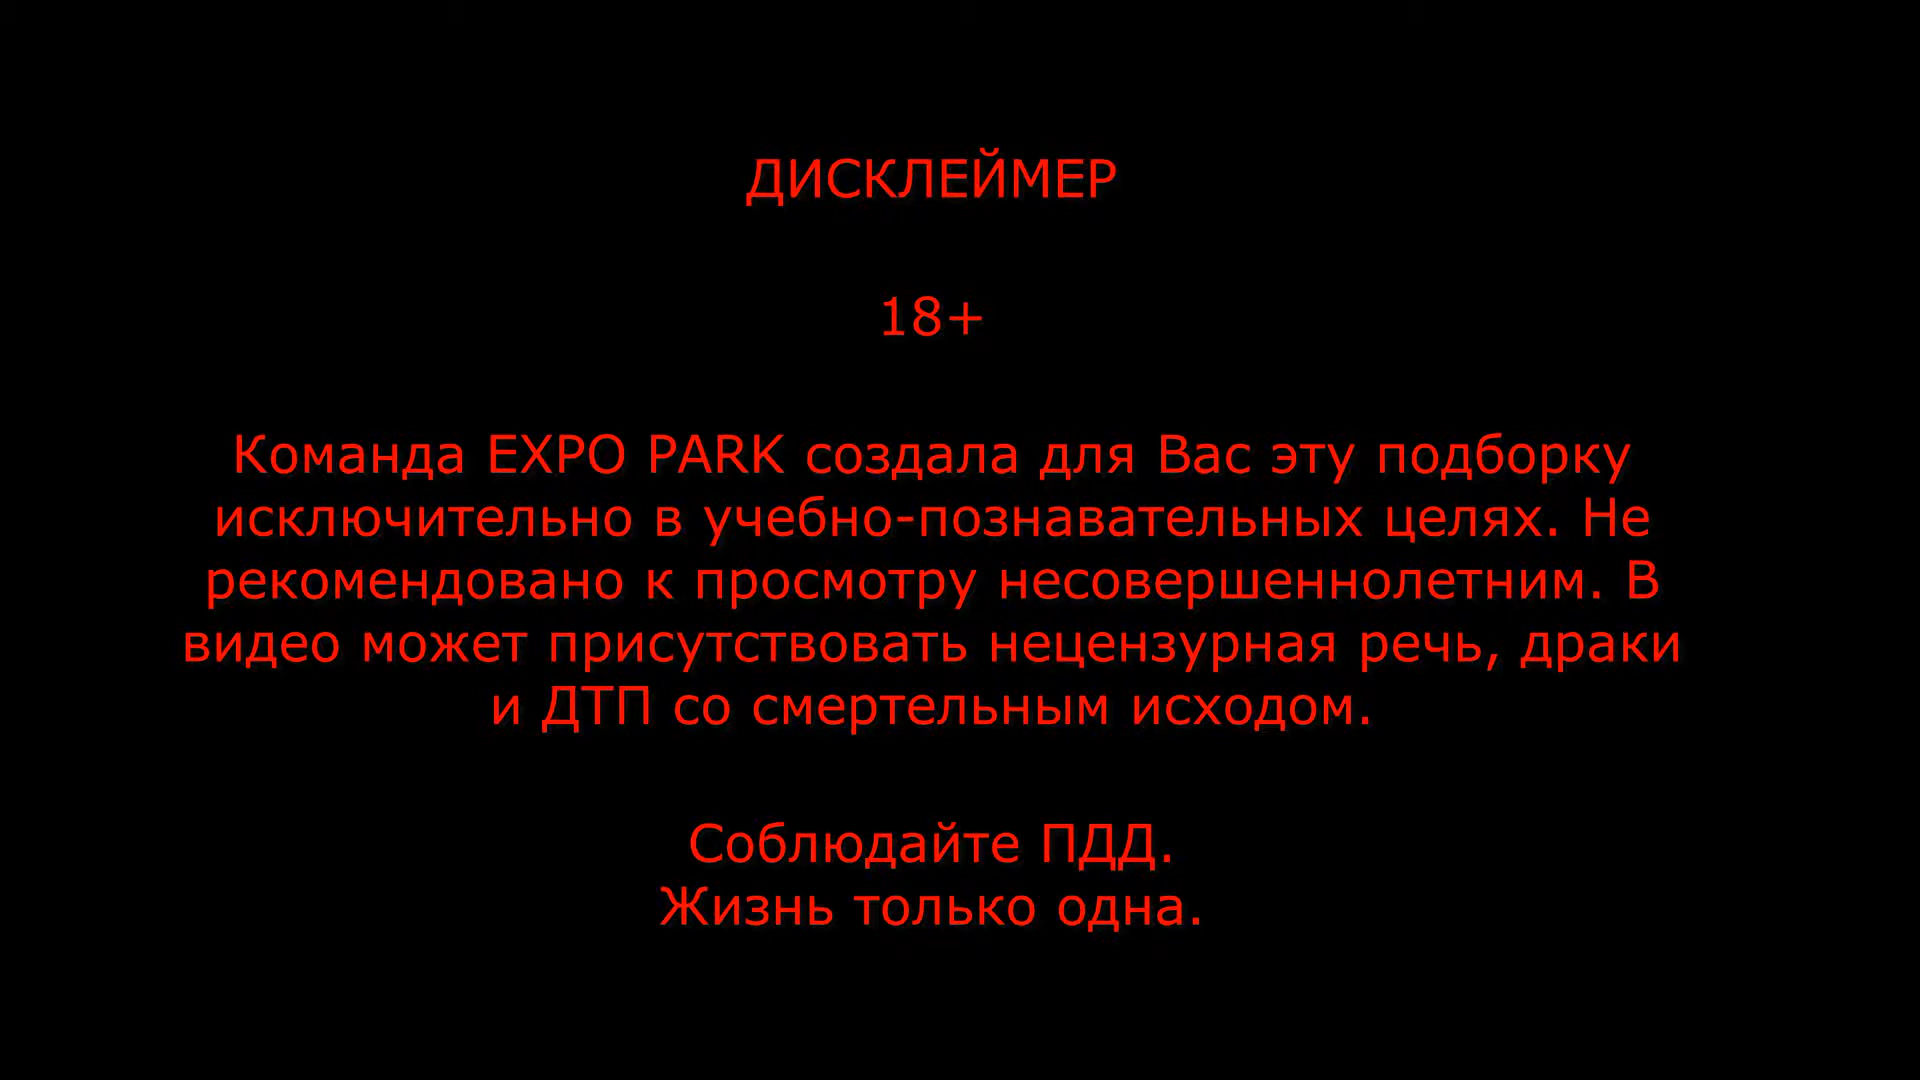 ДИСКЛЕЙМЕР
18+
Команда EXPO PARK создала для Вас эту подборку
исключительно в учебно-познавательных целях. Не
рекомендовано к просмотру несовершеннолетним. В
видео может присутствовать нецензурная речь, драки
и ДТП со смертельным исходом.
Соблюдайте ПДД.
Жизнь только одна.